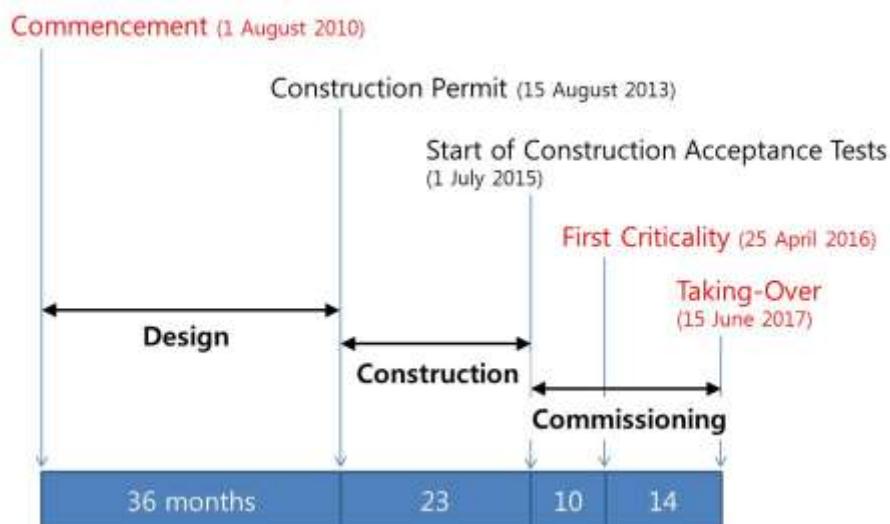 Commencement (1 August 2010)
Construction Permit (15 August 2013)
Start of Construction Acceptance Tests
(1 July 2015)
First Criticality (25 April 2016)
Taking-Over
(15 June 2017)
Design
Construction
Commissioning
36 months 23 10 14